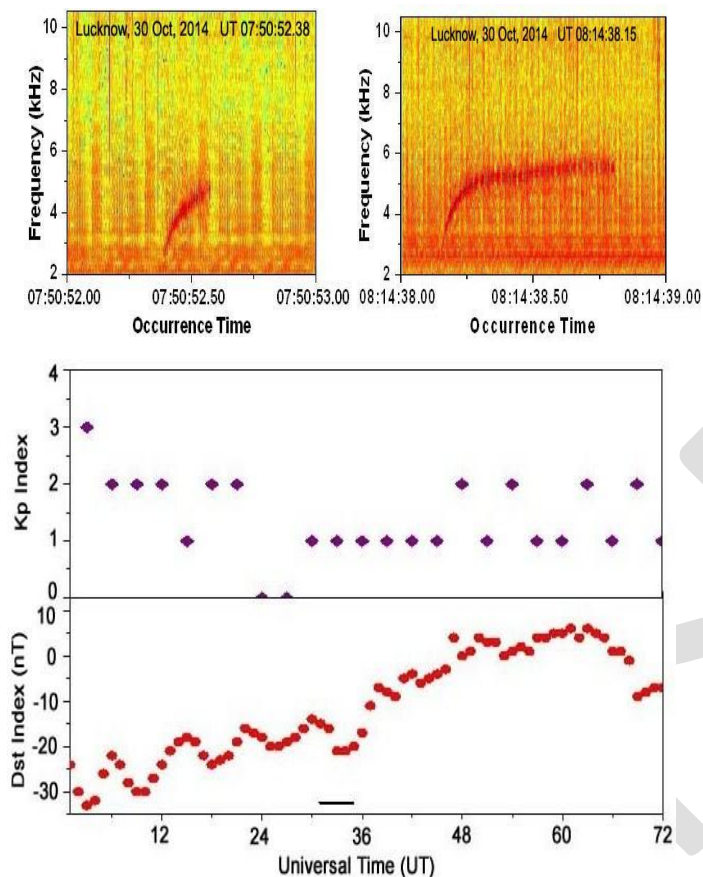 Lucknow, 30 Oct, 2014 UT 07:50:52.38
10
8
6
4
2
Frequency (kHz)
07:50:52.00 07:50:52.50 07:50:53.00
Occurrence Time
Lucknow, 30 Oct, 2014 UT 08:14:38.15
10
8
6
4
2
Frequency (kHz)
08:14:38.00 08:14:38.50 08:14:39.00
Occurrence Time
4
3
2
1
0
Kp Index
10
0
-10
-20
-30
Dst Index (nT)
12 24 36 48 60 72
Universal Time (UT)